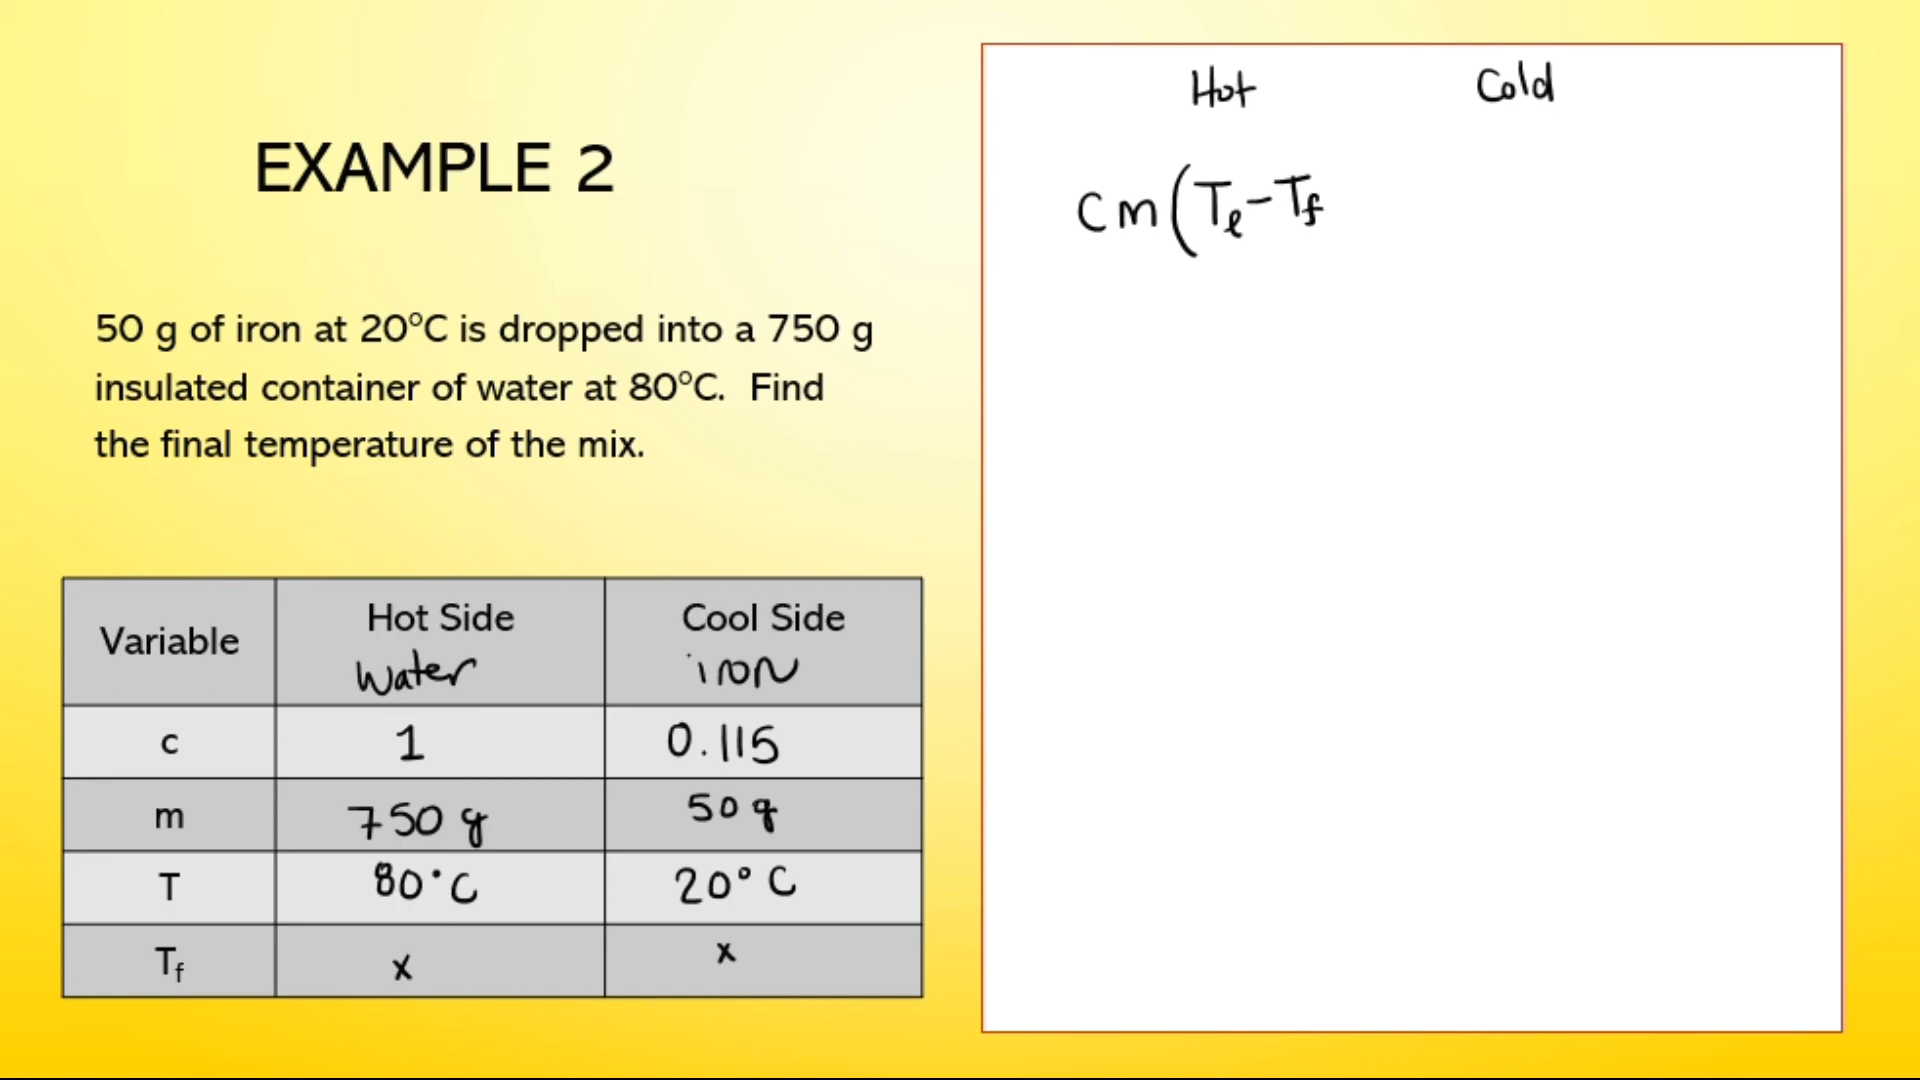 EXAMPLE 2
50 g of iron at 20°C is dropped into a 750 g
insulated container of water at 80°C. Find
the final temperature of the mix.
Variable Hot Side Cool Side
Water iron
c 1 0.115
m 750 g 50 g
T 80°C 20°C
Tf x x
Hot Cold
cm(Tl-Tf